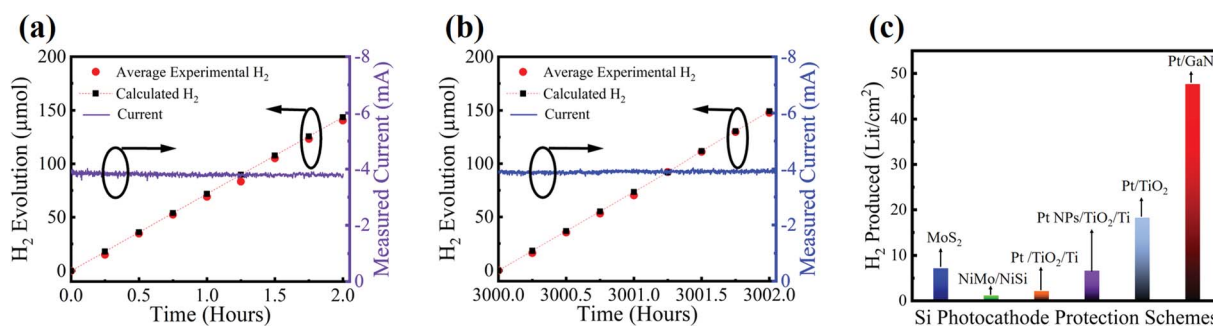 (a)
H₂ Evolution (μmol)
200
150
100
50
0
Average Experimental H₂
Calculated H₂
Current
-8
-6
-4
-2
0
Measured Current (mA)
0.0 0.5 1.0 1.5 2.0
Time (Hours)
(b)
H₂ Evolution (μmol)
200
150
100
50
0
Average Experimental H₂
Calculated H₂
Current
-8
-6
-4
-2
0
Measured Current (mA)
3000.0 3000.5 3001.0 3001.5 3002.0
Time (Hours)
(c)
H₂ Produced (Lit/cm²)
50
40
30
20
10
0
MoS₂
NiMo/NiSi
Pt /TiO₂/Ti
Pt NPs/TiO₂/Ti
Pt/TiO₂
Pt/GaN
Si Photocathode Protection Schemes